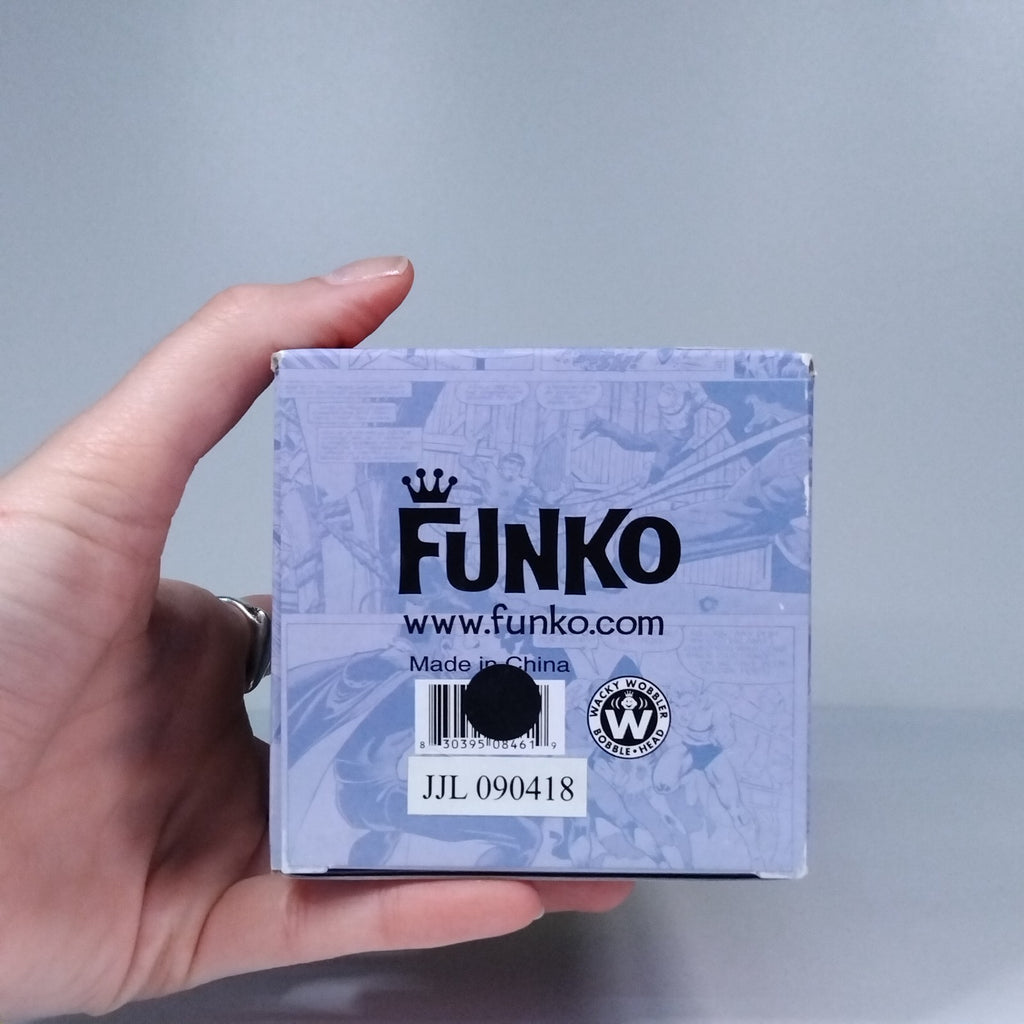 FUNKO
www.funko.com
Made in China
8 30395 08461 9
WACKY WOBBLER
W
BOBBLE•HEAD
JJL 090418